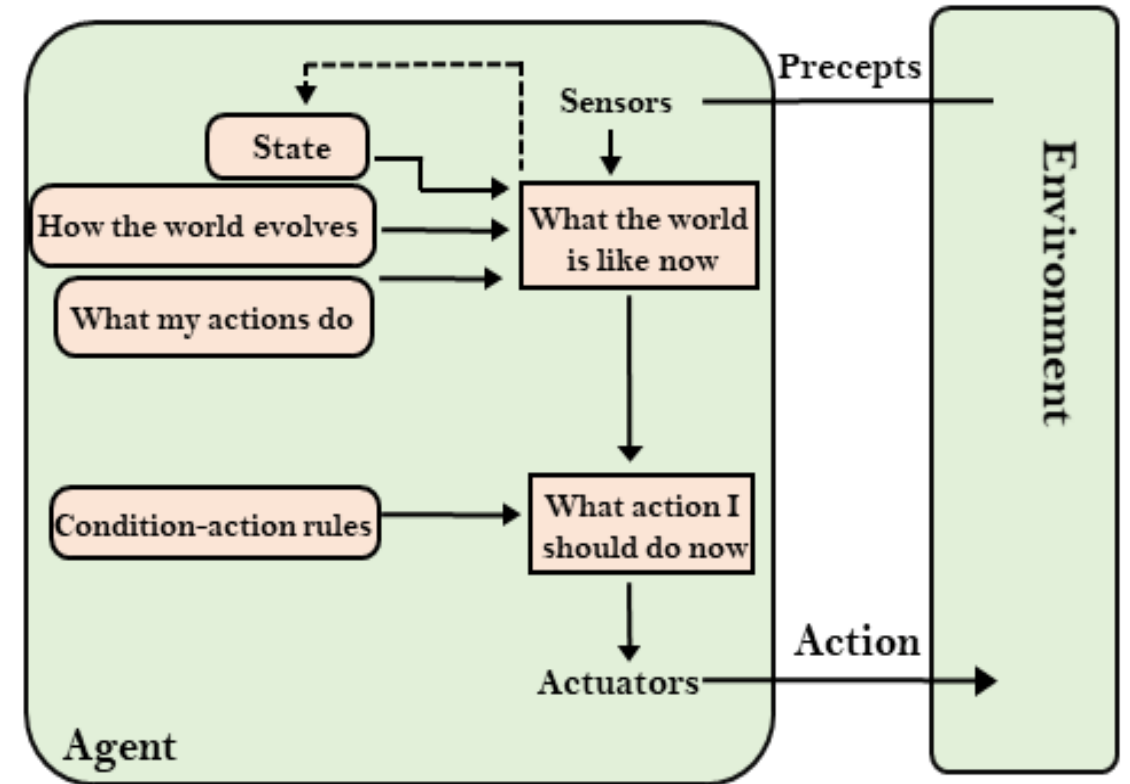 Precepts
Sensors
State
How the world evolves
What the world
is like now
What my actions do
Environment
Condition-action rules
What action I
should do now
Action
Actuators
Agent